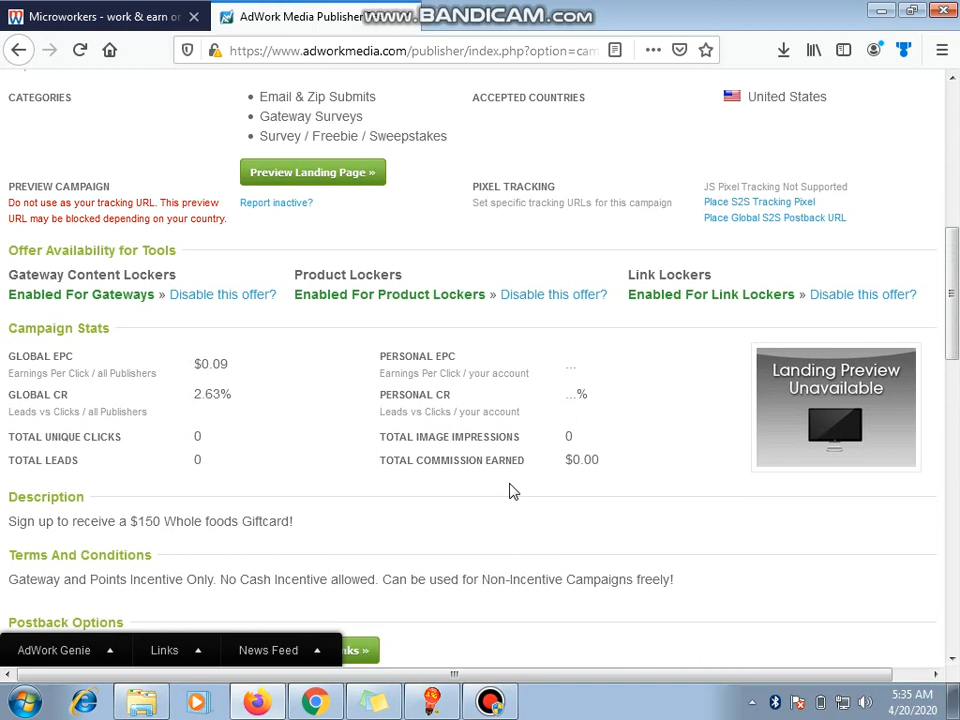 Microworkers - work & earn or
AdWork Media Publisher
www.BANDICAM.com
https://www.adworkmedia.com/publisher/index.php?option=cam
CATEGORIES
Email & Zip Submits
Gateway Surveys
Survey / Freebie / Sweepstakes
ACCEPTED COUNTRIES
United States
PREVIEW CAMPAIGN
Do not use as your tracking URL. This preview
URL may be blocked depending on your country.
Preview Landing Page »
Report inactive?
PIXEL TRACKING
Set specific tracking URLs for this campaign
JS Pixel Tracking Not Supported
Place S2S Tracking Pixel
Place Global S2S Postback URL
Offer Availability for Tools
Gateway Content Lockers
Enabled For Gateways » Disable this offer?
Product Lockers
Enabled For Product Lockers » Disable this offer?
Link Lockers
Enabled For Link Lockers » Disable this offer?
Campaign Stats
GLOBAL EPC
Earnings Per Click / all Publishers
$0.09
PERSONAL EPC
Earnings Per Click / your account
...
GLOBAL CR
Leads vs Clicks / all Publishers
2.63%
PERSONAL CR
Leads vs Clicks / your account
...%
TOTAL UNIQUE CLICKS
0
TOTAL IMAGE IMPRESSIONS
0
TOTAL LEADS
0
TOTAL COMMISSION EARNED
$0.00
Landing Preview
Unavailable
Description
Sign up to receive a $150 Whole foods Giftcard!
Terms And Conditions
Gateway and Points Incentive Only. No Cash Incentive allowed. Can be used for Non-Incentive Campaigns freely!
Postback Options
AdWork Genie
Links
News Feed
nks »
5:35 AM
4/20/2020